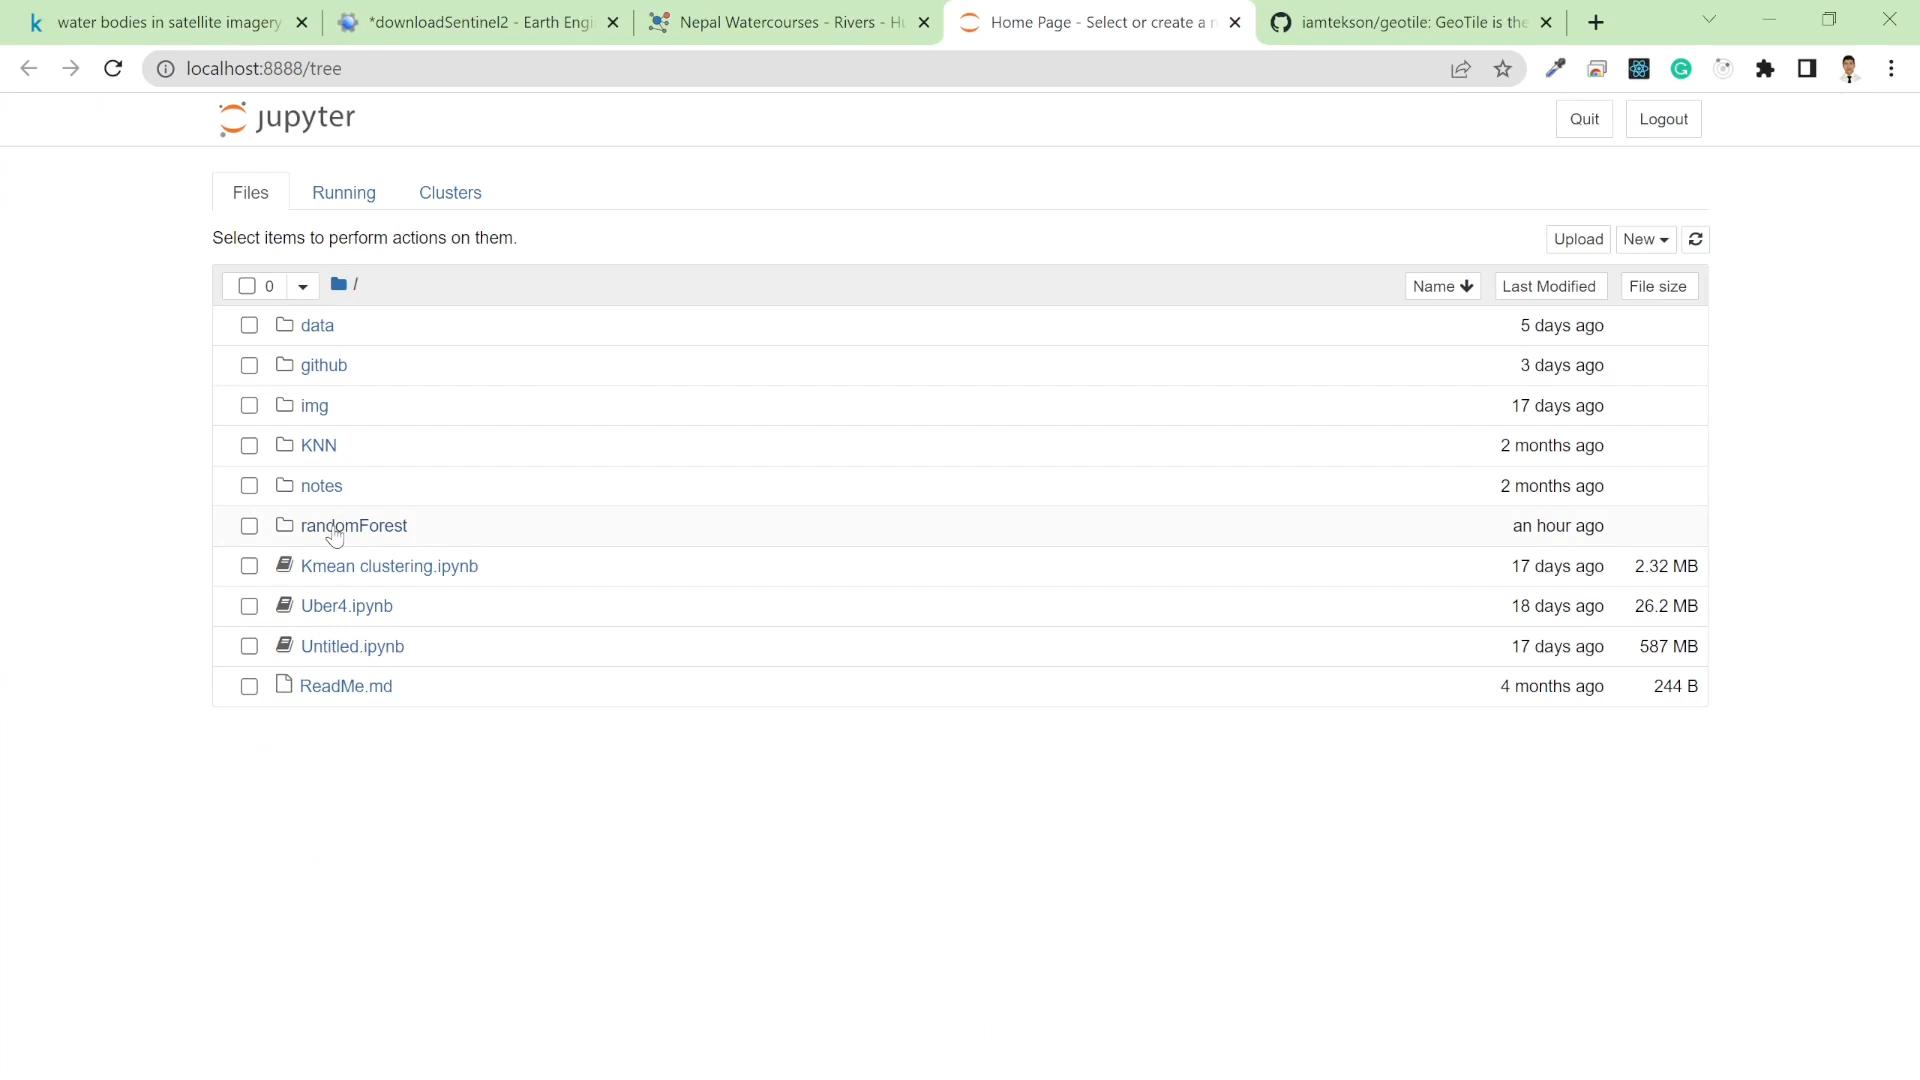 water bodies in satellite imagery
*downloadSentinel2 - Earth Engi
Nepal Watercourses - Rivers - Hu
Home Page - Select or create a n
iamtekson/geotile: GeoTile is the
localhost:8888/tree
jupyter
Quit
Logout
Files
Running
Clusters
Select items to perform actions on them.
Upload
New
0
/
Name
Last Modified
File size
data 5 days ago
github 3 days ago
img 17 days ago
KNN 2 months ago
notes 2 months ago
randomForest an hour ago
Kmean clustering.ipynb 17 days ago 2.32 MB
Uber4.ipynb 18 days ago 26.2 MB
Untitled.ipynb 17 days ago 587 MB
ReadMe.md 4 months ago 244 B